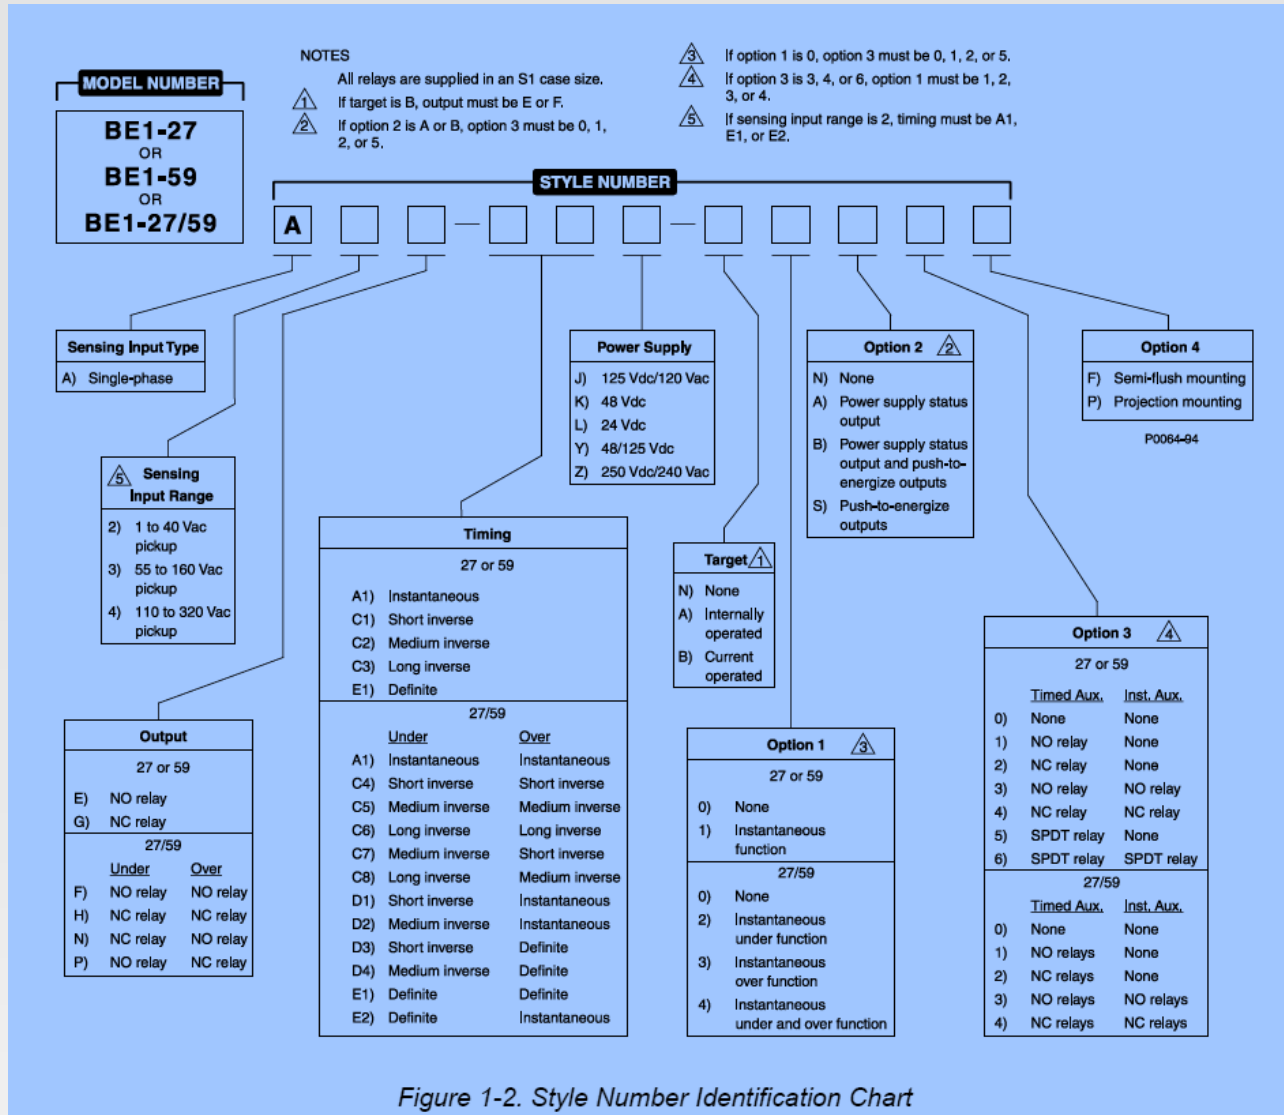 NOTES
All relays are supplied in an S1 case size.
1 If target is B, output must be E or F.
2 If option 2 is A or B, option 3 must be 0, 1,
2, or 5.
3 If option 1 is 0, option 3 must be 0, 1, 2, or 5.
4 If option 3 is 3, 4, or 6, option 1 must be 1, 2,
3, or 4.
5 If sensing input range is 2, timing must be A1,
E1, or E2.
MODEL NUMBER
BE1-27
OR
BE1-59
OR
BE1-27/59
STYLE NUMBER
A
Sensing Input Type
A) Single-phase
5 Sensing
Input Range
2) 1 to 40 Vac
pickup
3) 55 to 160 Vac
pickup
4) 110 to 320 Vac
pickup
Output
27 or 59
E) NO relay
G) NC relay
27/59
Under Over
F) NO relay NO relay
H) NC relay NC relay
N) NC relay NO relay
P) NO relay NC relay
Timing
27 or 59
A1) Instantaneous
C1) Short inverse
C2) Medium inverse
C3) Long inverse
E1) Definite
27/59
Under Over
A1) Instantaneous Instantaneous
C4) Short inverse Short inverse
C5) Medium inverse Medium inverse
C6) Long inverse Long inverse
C7) Medium inverse Short inverse
C8) Long inverse Medium inverse
D1) Short inverse Instantaneous
D2) Medium inverse Instantaneous
D3) Short inverse Definite
D4) Medium inverse Definite
E1) Definite Definite
E2) Definite Instantaneous
Power Supply
J) 125 Vdc/120 Vac
K) 48 Vdc
L) 24 Vdc
Y) 48/125 Vdc
Z) 250 Vdc/240 Vac
Target 1
N) None
A) Internally
operated
B) Current
operated
Option 1 3
27 or 59
0) None
1) Instantaneous
function
27/59
0) None
2) Instantaneous
under function
3) Instantaneous
over function
4) Instantaneous
under and over function
Option 2 2
N) None
A) Power supply status
output
B) Power supply status
output and push-to-
energize outputs
S) Push-to-energize
outputs
Option 3 4
27 or 59
Timed Aux. Inst. Aux.
0) None None
1) NO relay None
2) NC relay None
3) NO relay NO relay
4) NC relay NC relay
5) SPDT relay None
6) SPDT relay SPDT relay
27/59
Timed Aux. Inst. Aux.
0) None None
1) NO relays None
2) NC relays None
3) NO relays NO relays
4) NC relays NC relays
Option 4
F) Semi-flush mounting
P) Projection mounting
P0064-94
Figure 1-2. Style Number Identification Chart